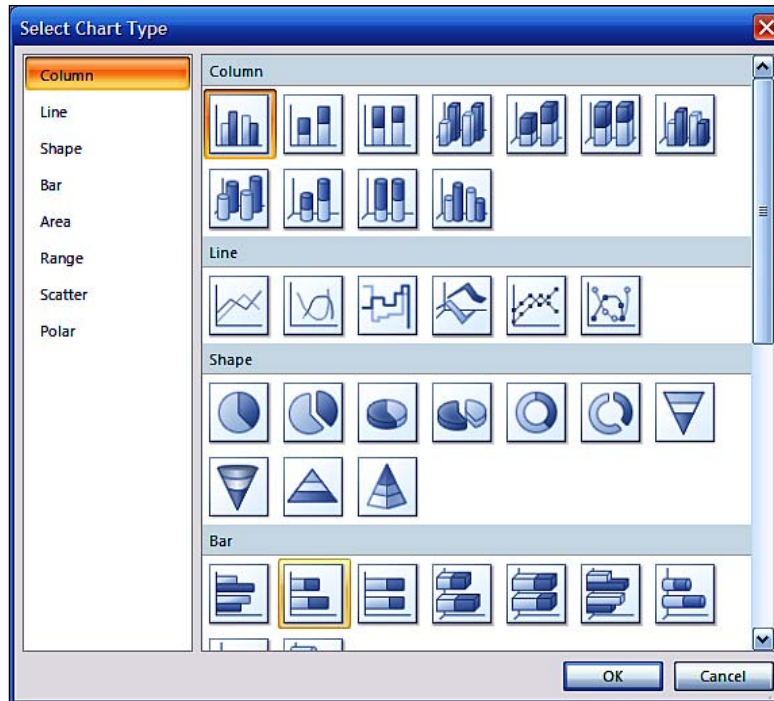 Select Chart Type
Column
Line
Shape
Bar
Area
Range
Scatter
Polar
Column
Line
Shape
Bar
OK
Cancel